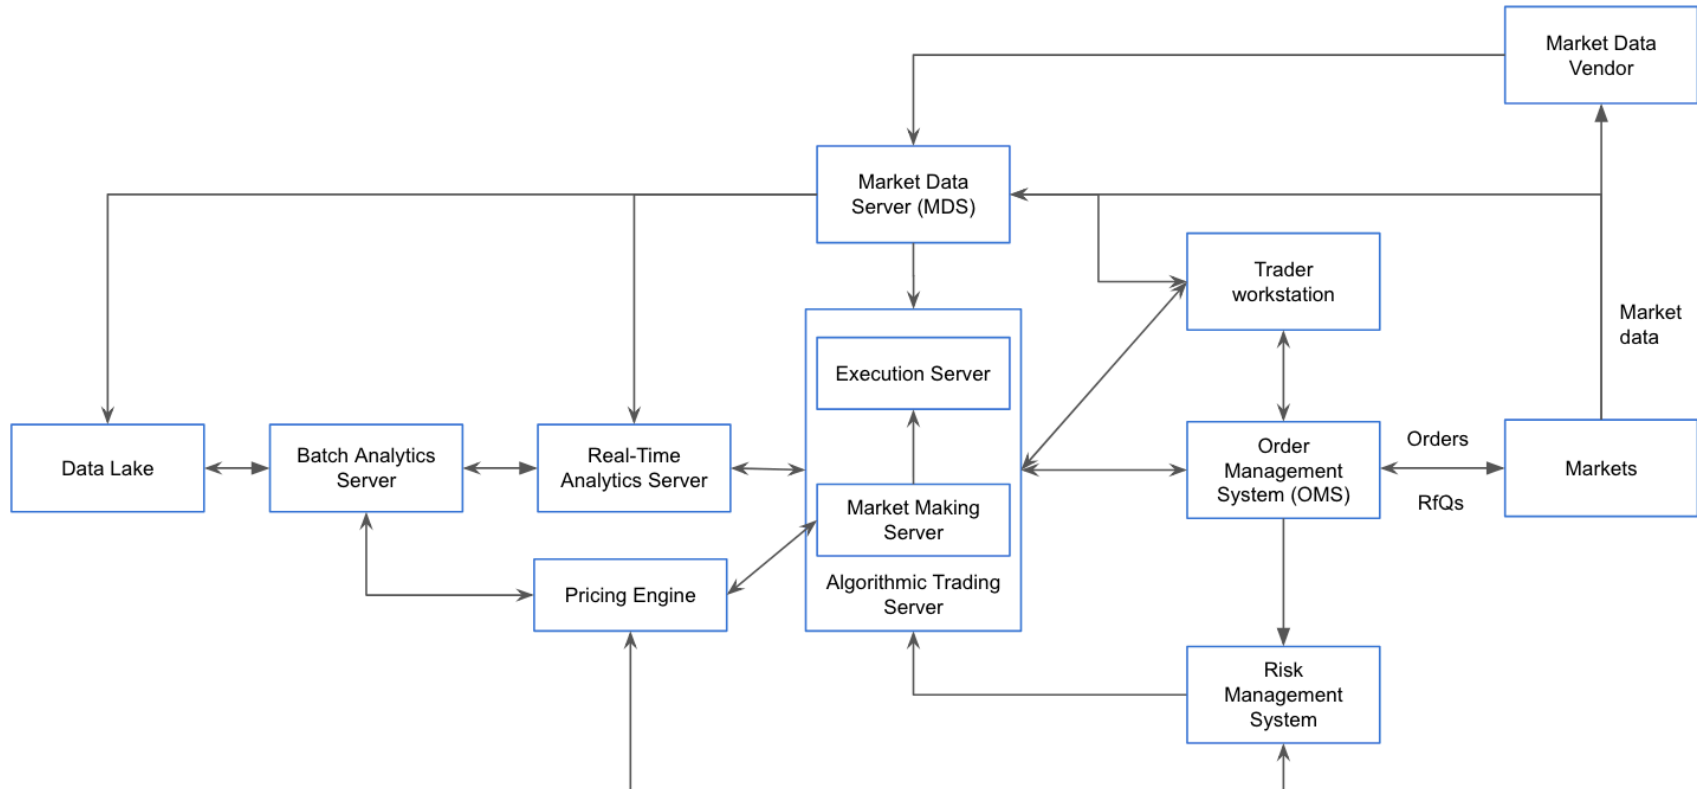 Market Data
Vendor
Market Data
Server (MDS)
Trader
workstation
Market
data
Execution Server
Data Lake
Batch Analytics
Server
Real-Time
Analytics Server
Order
Management
System (OMS)
Orders
RfQs
Markets
Market Making
Server
Pricing Engine
Algorithmic Trading
Server
Risk
Management
System